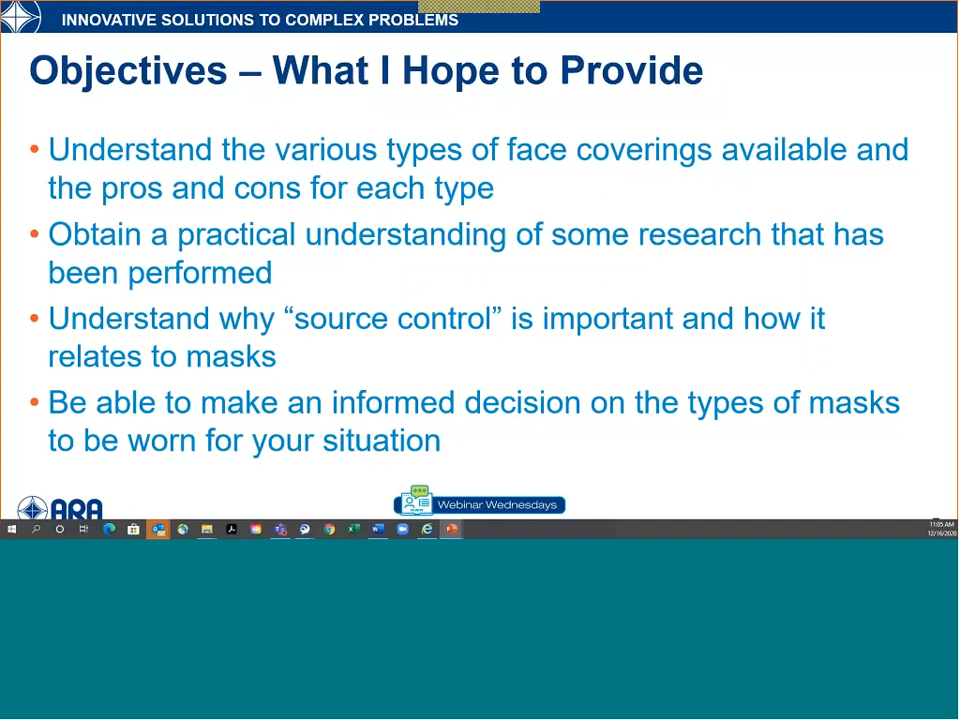 INNOVATIVE SOLUTIONS TO COMPLEX PROBLEMS
Objectives – What I Hope to Provide
• Understand the various types of face coverings available and
the pros and cons for each type
• Obtain a practical understanding of some research that has
been performed
• Understand why “source control” is important and how it
relates to masks
• Be able to make an informed decision on the types of masks
to be worn for your situation
ARA
Webinar Wednesdays
11:05 AM
12/16/2020